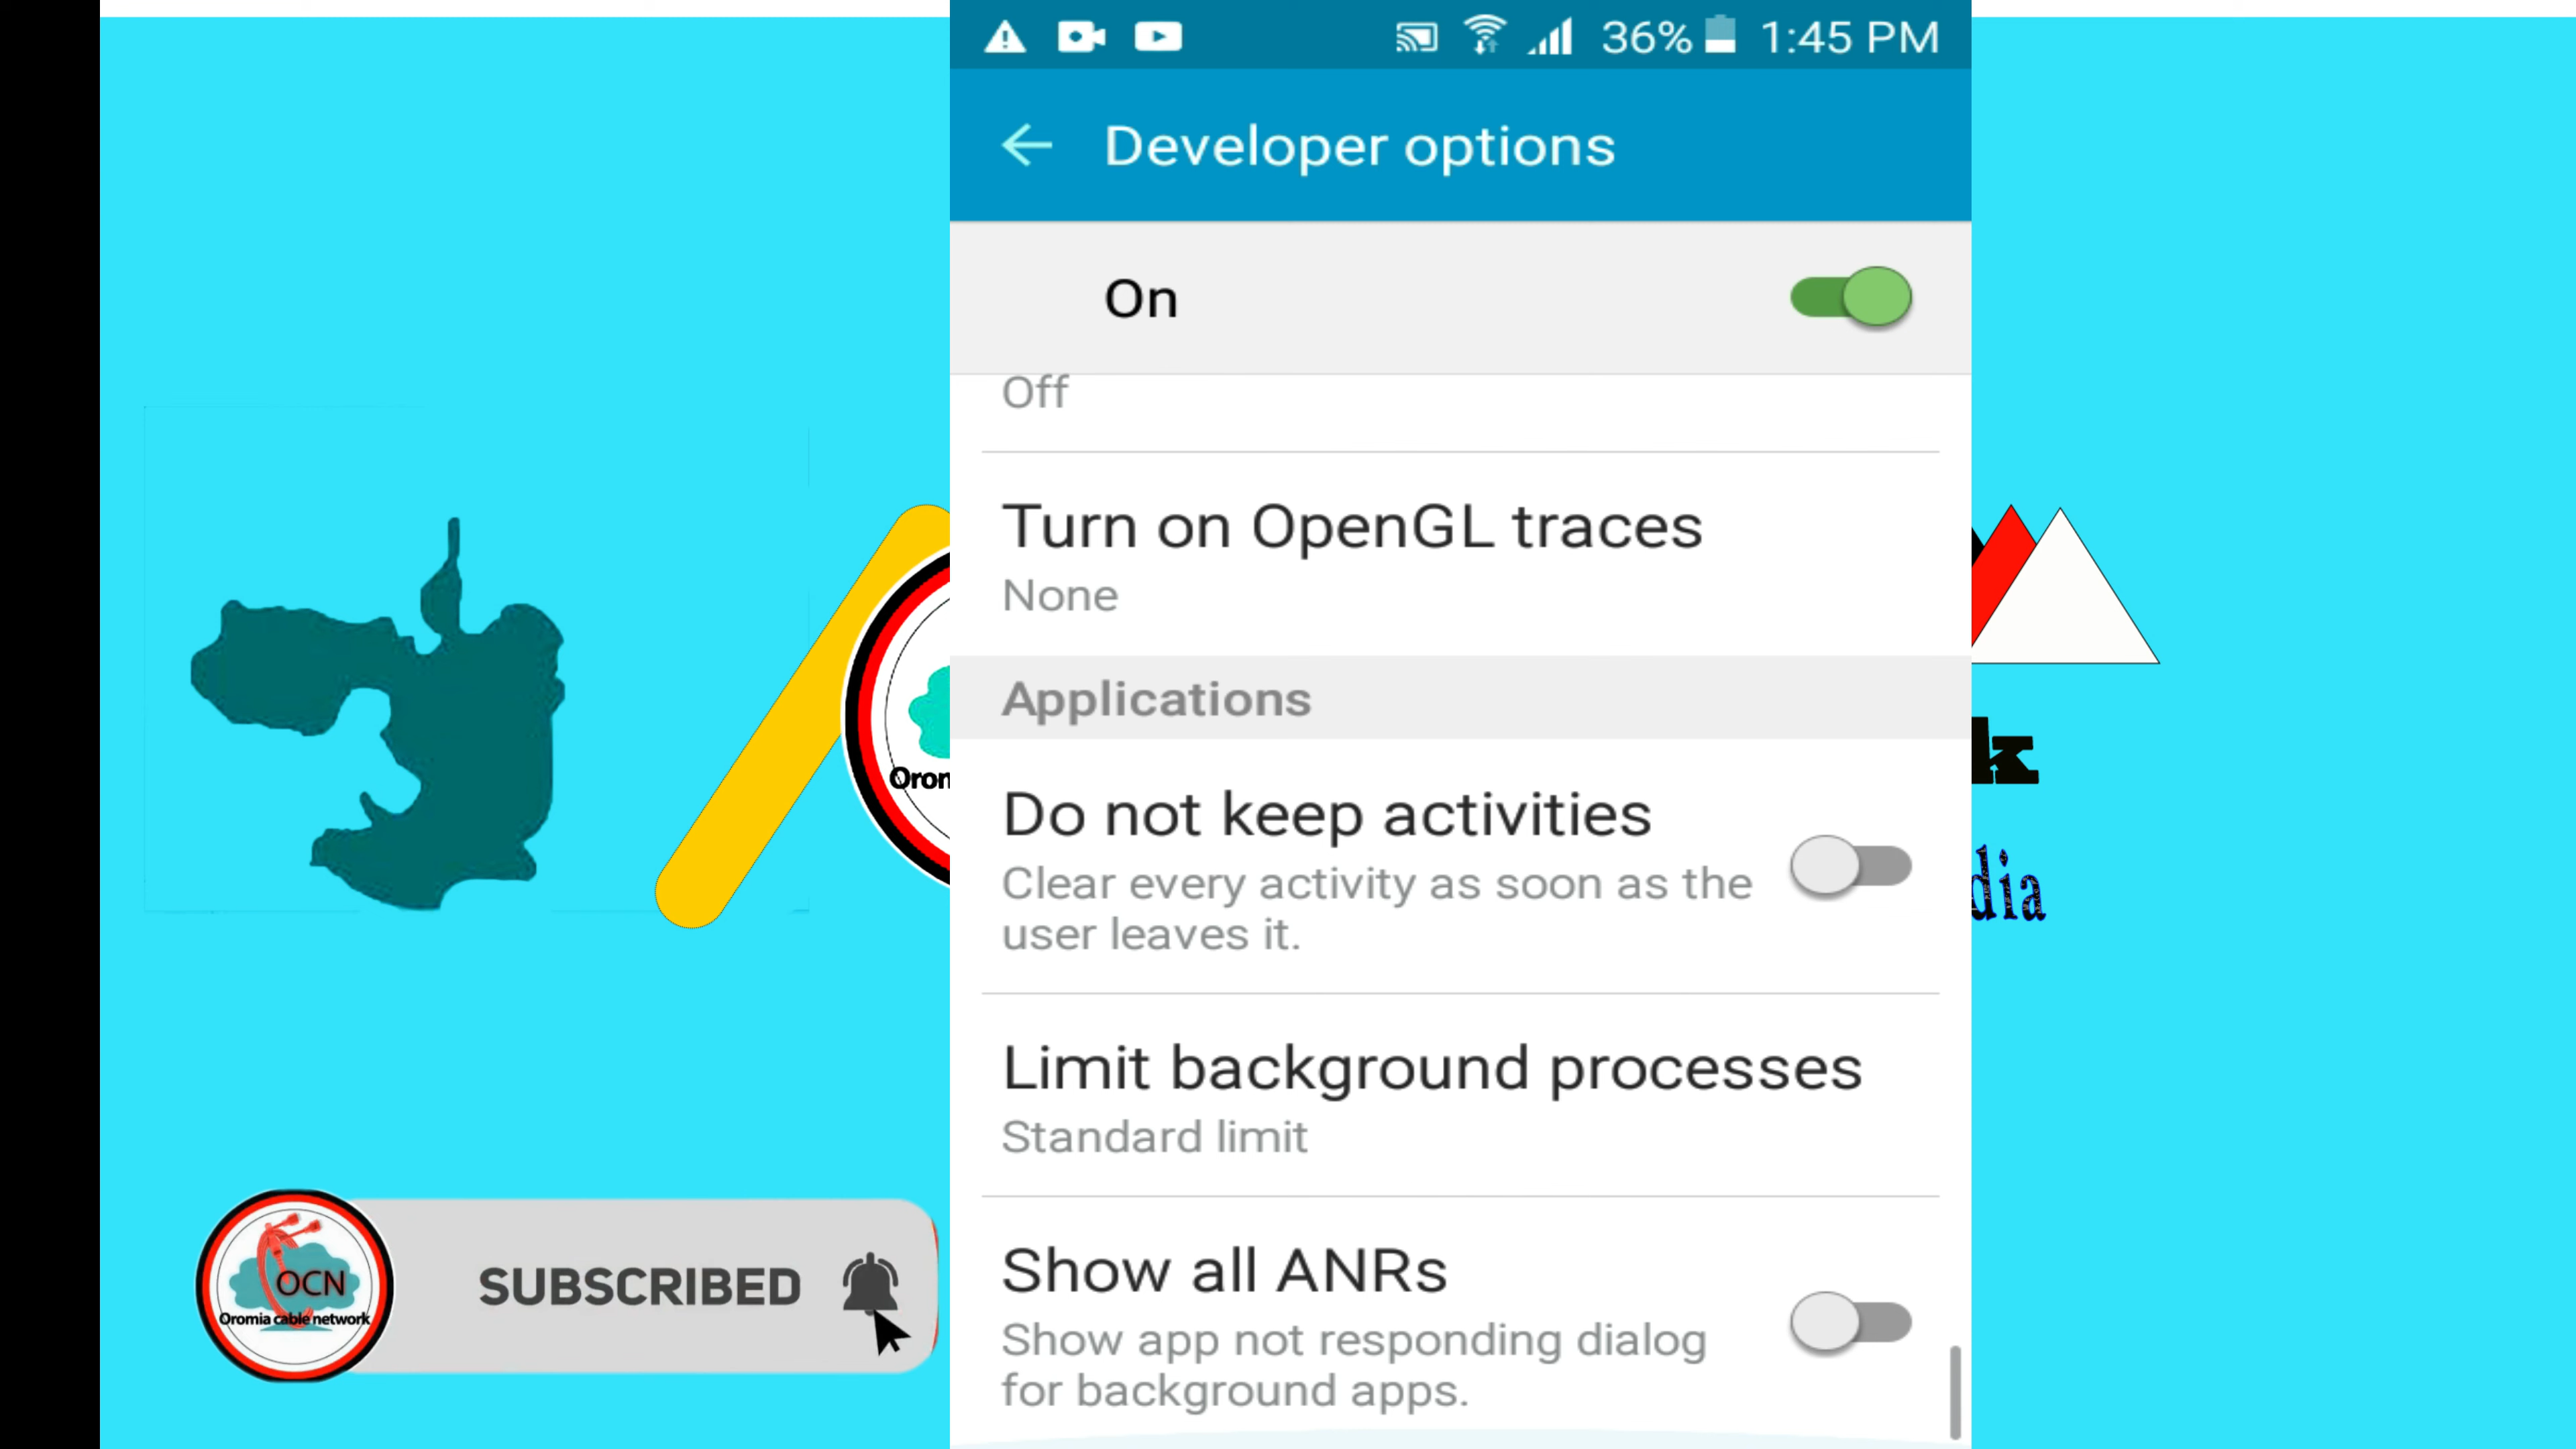 36% 1:45 PM
Developer options
On
Off
Turn on OpenGL traces
None
Applications
Do not keep activities
Clear every activity as soon as the
user leaves it.
Limit background processes
Standard limit
Show all ANRs
Show app not responding dialog
for background apps.
Oron
k
dia
OCN
Oromia cable network
SUBSCRIBED